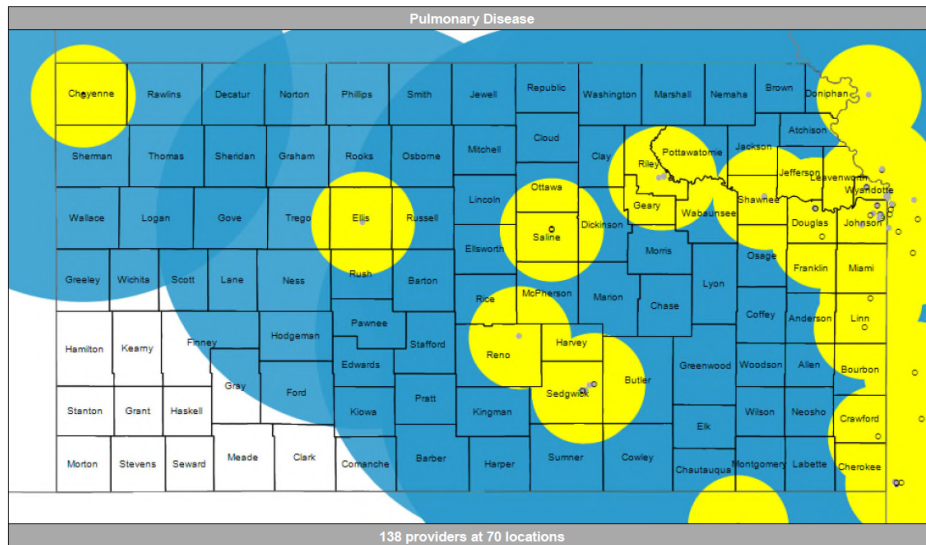 Pulmonary Disease
Cheyenne Rawlins Decatur Norton Phillips Smith Jewell Republic Washington Marshall Nemaha Brown Doniphan
Sherman Thomas Sheridan Graham Rooks Osborne Mitchell Cloud Clay Riley Pottawatomie Jackson Atchison
Jefferson Leavenworth Wyandotte
Wallace Logan Gove Trego Ellis Russell Lincoln Ottawa Saline Dickinson Geary Wabaunsee Shawnee Douglas Johnson
Greeley Wichita Scott Lane Ness Rush Barton Ellsworth Morris Osage Franklin Miami
Rice McPherson Marion Chase Lyon Coffey Anderson Linn
Hamilton Kearny Finney Hodgeman Pawnee Stafford
Gray Ford Edwards Reno Harvey Sedgwick Butler Greenwood Woodson Allen Bourbon
Stanton Grant Haskell Kiowa Pratt Kingman Elk Wilson Neosho Crawford
Morton Stevens Seward Meade Clark Comanche Barber Harper Sumner Cowley Chautauqua Montgomery Labette Cherokee
138 providers at 70 locations